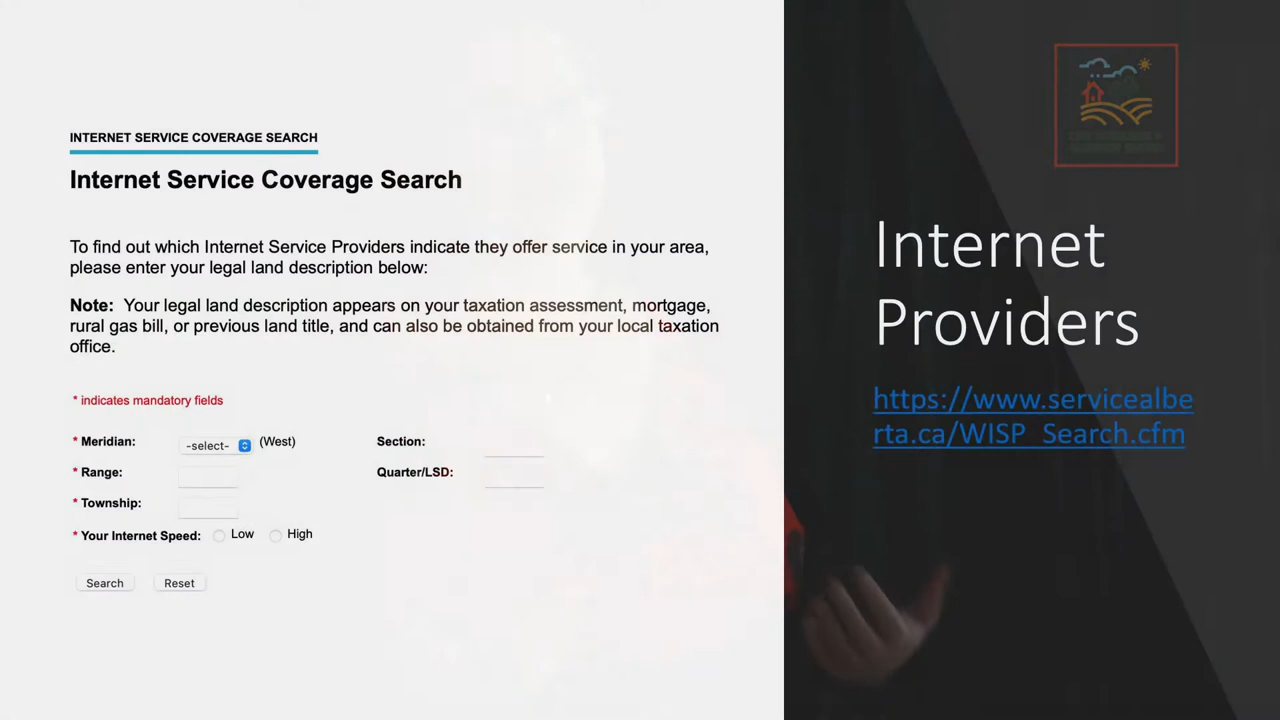 INTERNET SERVICE COVERAGE SEARCH
Internet Service Coverage Search
To find out which Internet Service Providers indicate they offer service in your area,
please enter your legal land description below:
Note: Your legal land description appears on your taxation assessment, mortgage,
rural gas bill, or previous land title, and can also be obtained from your local taxation
office.
* indicates mandatory fields
* Meridian: -select- (West) Section:
* Range: Quarter/LSD:
* Township:
* Your Internet Speed: Low High
Search Reset
Internet
Providers
https://www.servicealbe
rta.ca/WISP_Search.cfm